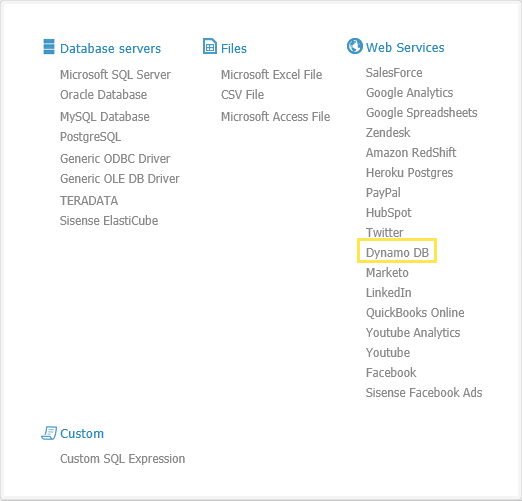 Database servers
Microsoft SQL Server
Oracle Database
MySQL Database
PostgreSQL
Generic ODBC Driver
Generic OLE DB Driver
TERADATA
Sisense ElastiCube
Files
Microsoft Excel File
CSV File
Microsoft Access File
Web Services
SalesForce
Google Analytics
Google Spreadsheets
Zendesk
Amazon RedShift
Heroku Postgres
PayPal
HubSpot
Twitter
Dynamo DB
Marketo
LinkedIn
QuickBooks Online
Youtube Analytics
Youtube
Facebook
Sisense Facebook Ads
Custom
Custom SQL Expression